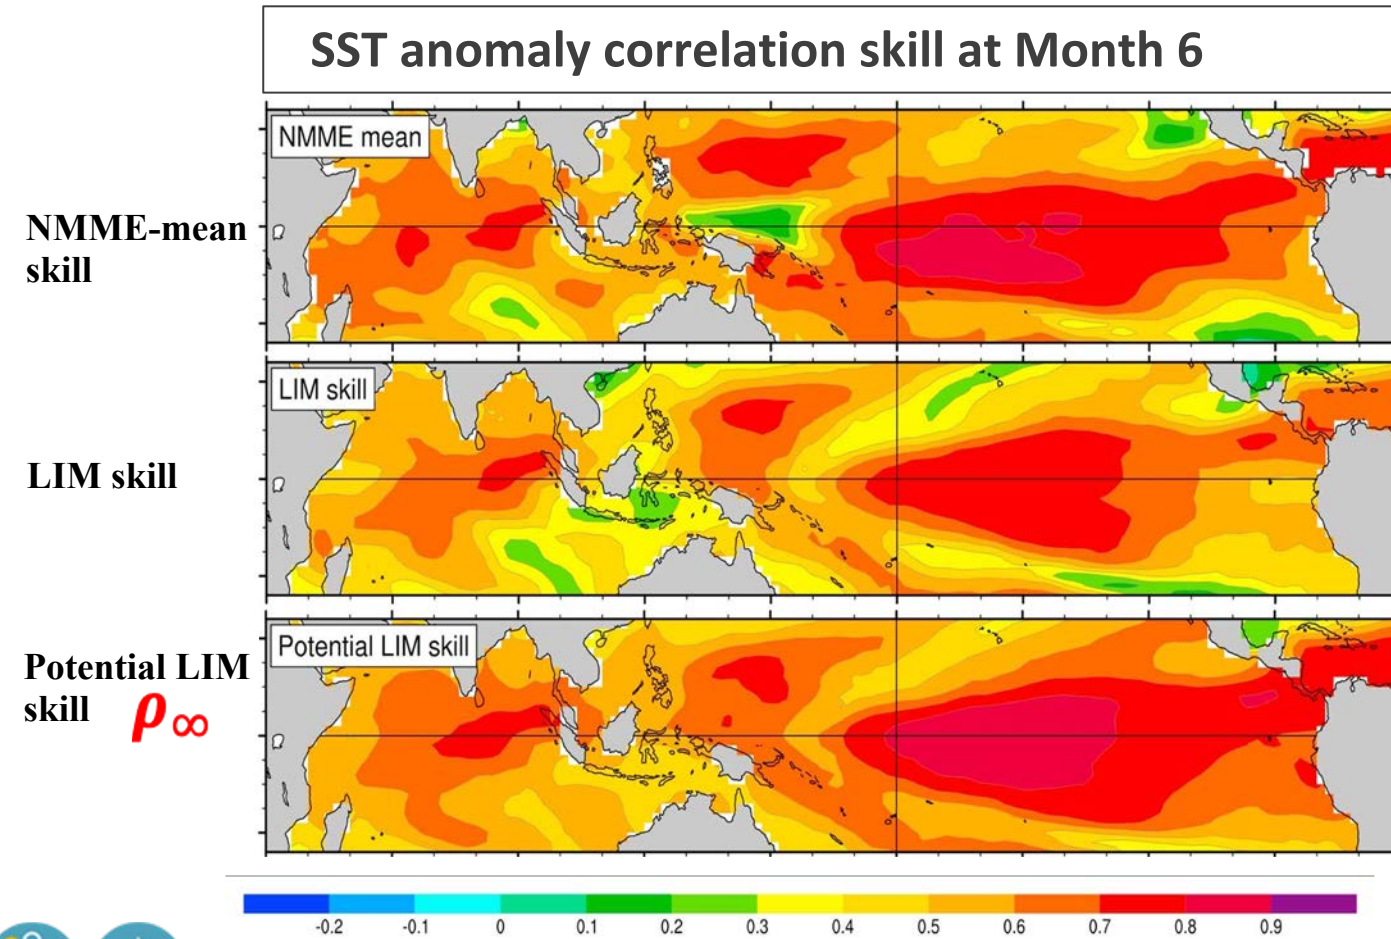 SST anomaly correlation skill at Month 6
NMME mean
NMME-mean
skill
LIM skill
LIM skill
Potential LIM skill
Potential LIM
skill ρ∞
-0.2 -0.1 0 0.1 0.2 0.3 0.4 0.5 0.6 0.7 0.8 0.9